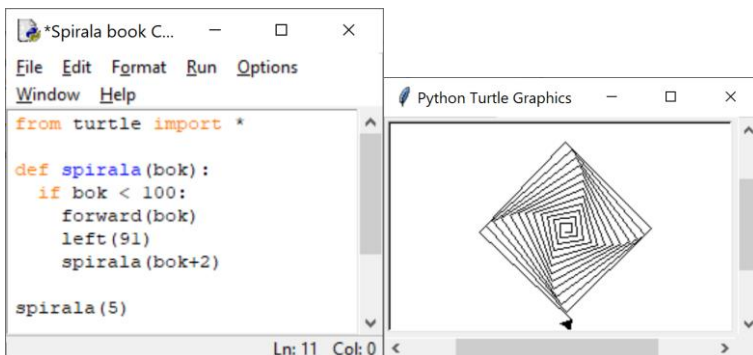 *Spirala book C...
File Edit Format Run Options
Window Help
from turtle import *
def spirala(bok):
if bok < 100:
forward(bok)
left(91)
spirala(bok+2)
spirala(5)
Ln: 11 Col: 0
Python Turtle Graphics